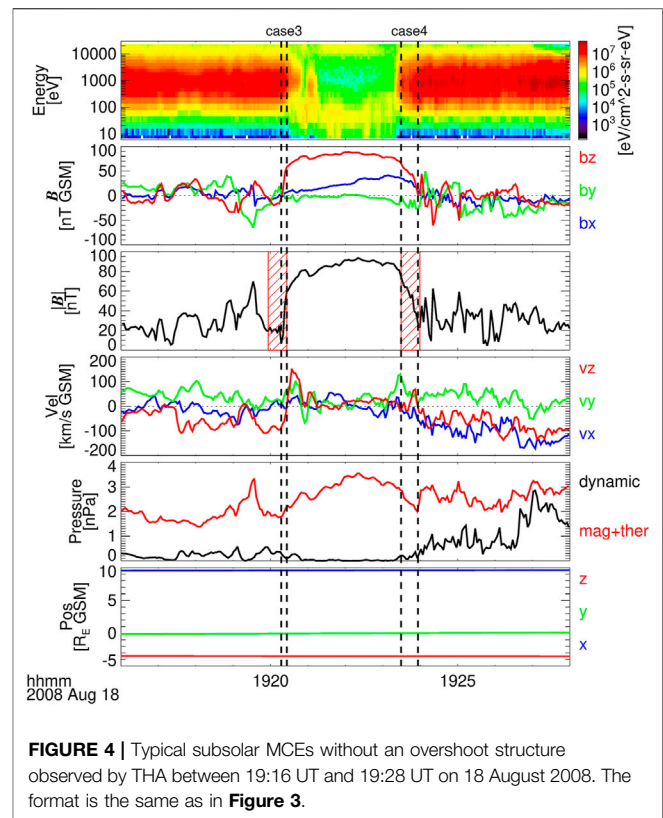 case3 case4
10000
1000
100
10
Energy
[eV]
10^7
10^6
10^5
10^4
10^3
[eV/cm^2-s-sr-eV]
100
50
0
-50
-100
B
[nT GSM]
bz
by
bx
100
80
60
40
20
0
|B|
[nT]
200
100
0
-100
-200
Vel
[km/s GSM]
vz
vy
vx
4
3
2
1
0
Pressure
[nPa]
dynamic
mag+ther
10
5
0
-5
Pos
[RE GSM]
z
y
x
hhmm 1920 1925
2008 Aug 18
FIGURE 4 | Typical subsolar MCEs without an overshoot structure
observed by THA between 19:16 UT and 19:28 UT on 18 August 2008. The
format is the same as in Figure 3.